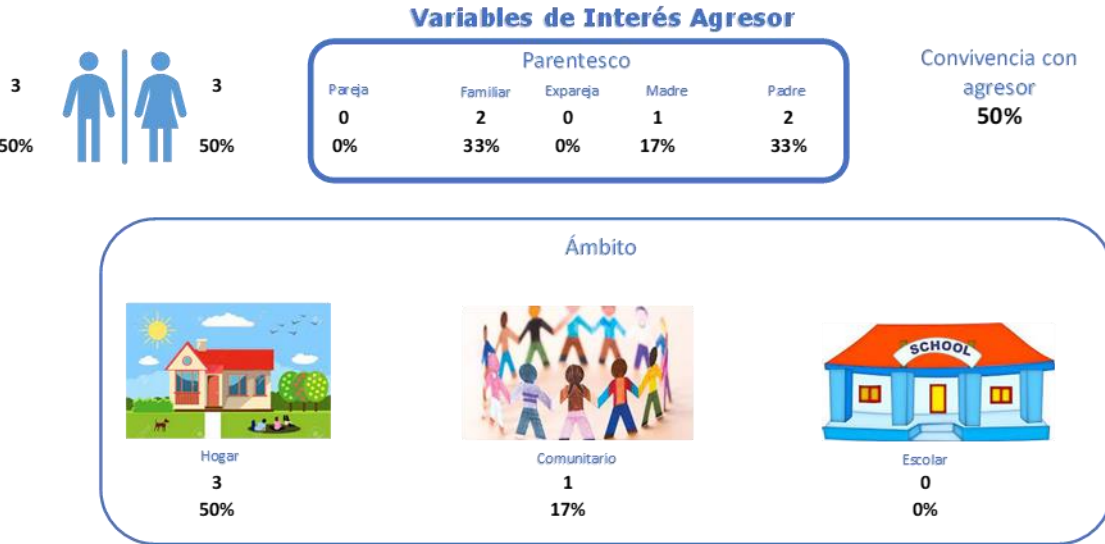 Variables de Interés Agresor
3
50%
3
50%
Parentesco
Pareja Familiar Expareja Madre Padre
0 2 0 1 2
0% 33% 0% 17% 33%
Convivencia con
agresor
50%
Ámbito
SCHOOL
Hogar Comunitario Escolar
3 1 0
50% 17% 0%